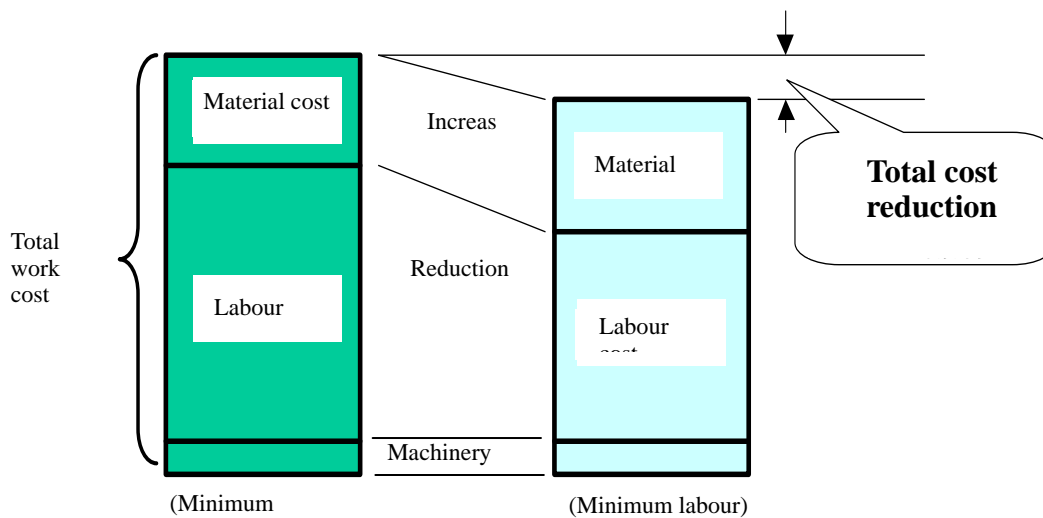 Material cost
Increas
Material
Total cost
reduction
Total
work
cost
Reduction
Labour
Labour
Machinery
(Minimum
(Minimum labour)